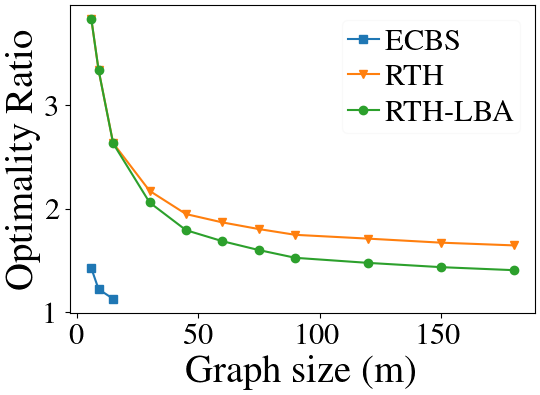 ECBS
RTH
RTH-LBA
Optimality Ratio
3
2
1
0
50
100
150
Graph size (m)